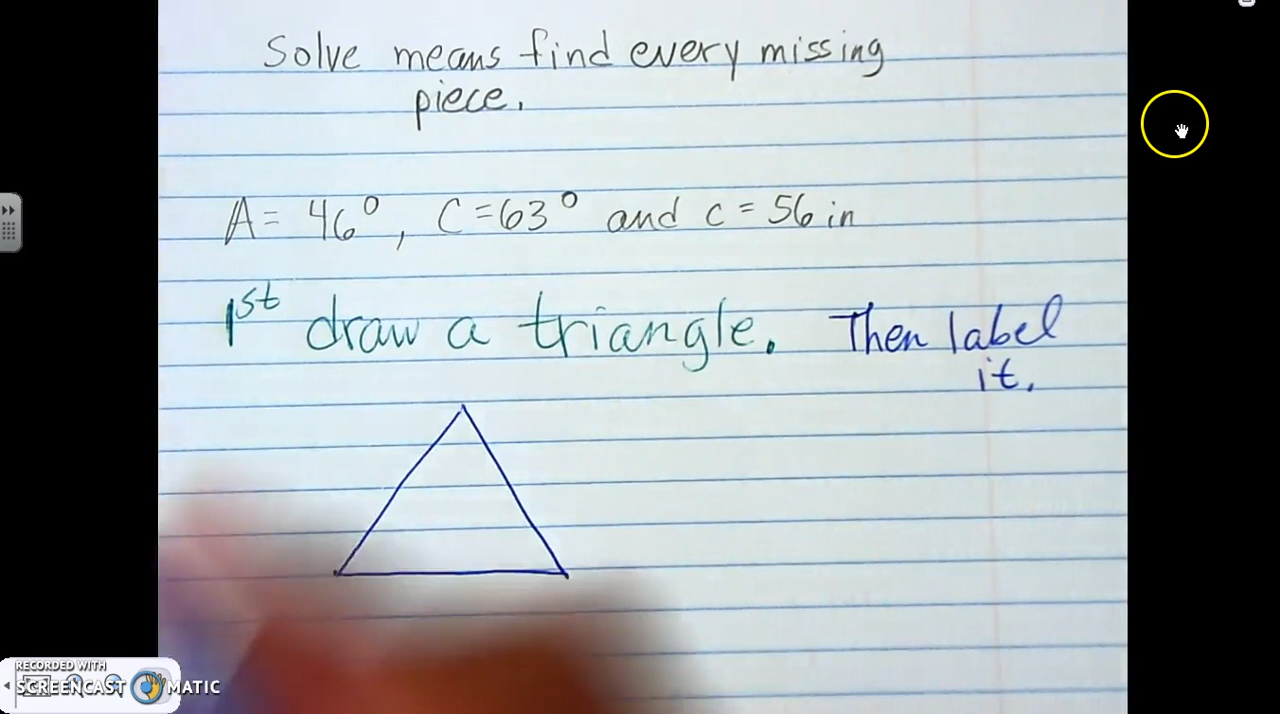 Solve means find every missing
piece.
A = 46°, C = 63° and c = 56 in
1st draw a triangle. Then label
it.
RECORDED WITH
SCREENCAST MATIC